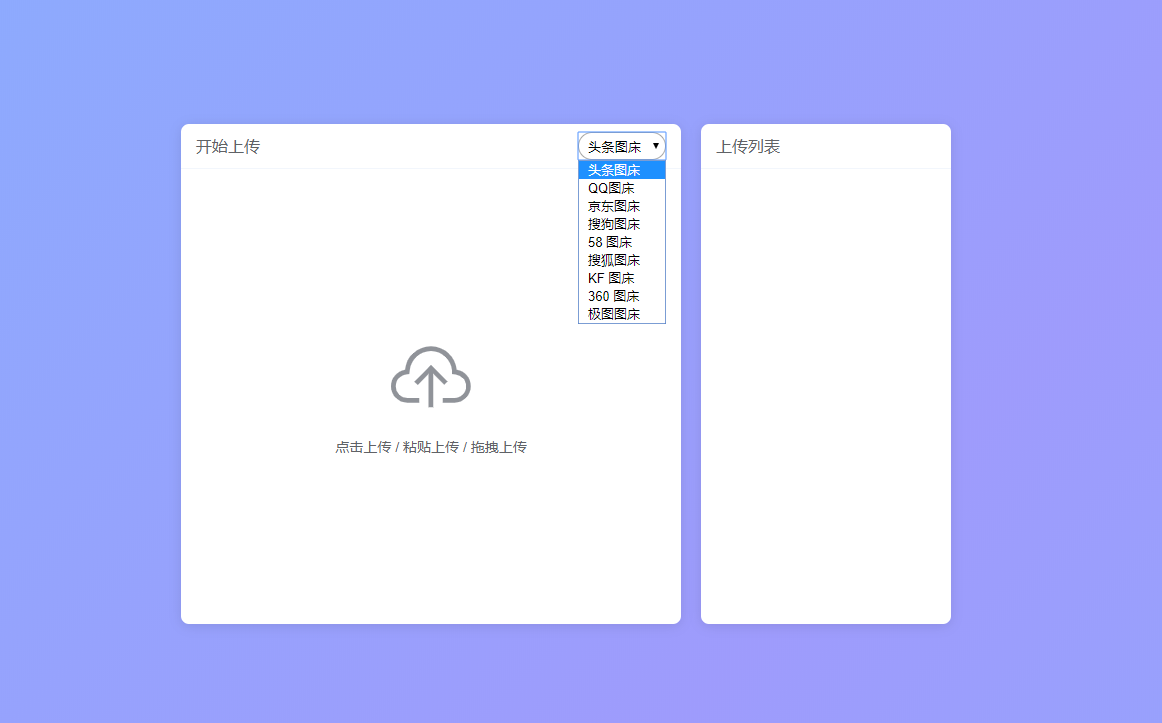 开始上传
头条图床
头条图床
QQ图床
京东图床
搜狗图床
58 图床
搜狐图床
KF 图床
360 图床
极图图床
点击上传 / 粘贴上传 / 拖拽上传
上传列表